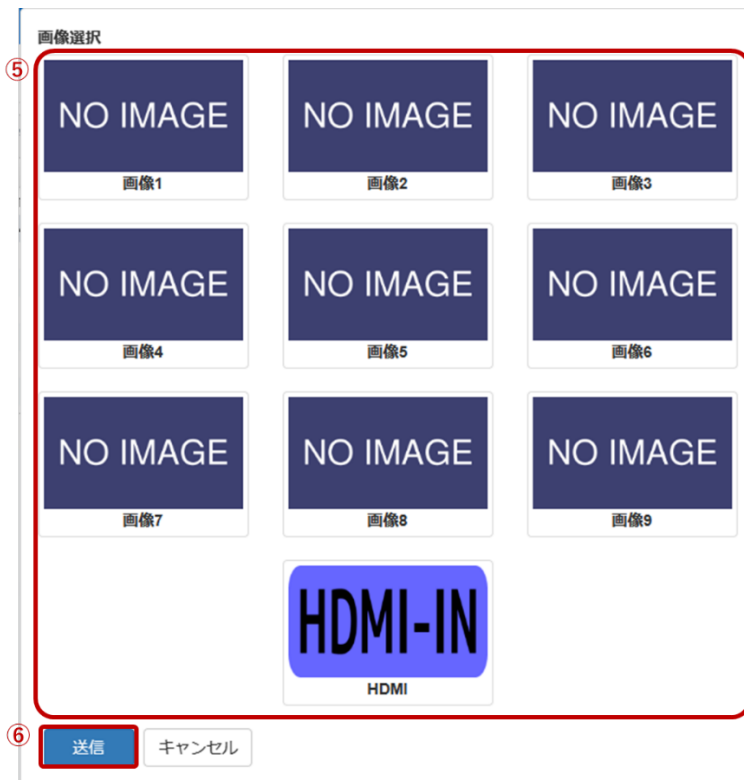 画像選択
⑤
NO IMAGE NO IMAGE NO IMAGE
画像1 画像2 画像3
NO IMAGE NO IMAGE NO IMAGE
画像4 画像5 画像6
NO IMAGE NO IMAGE NO IMAGE
画像7 画像8 画像9
HDMI-IN
HDMI
⑥ 送信 キャンセル